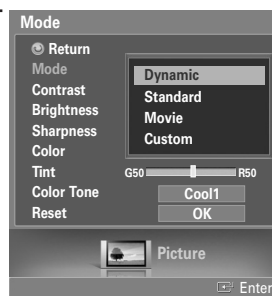 Mode
Return
Mode
Contrast
Brightness
Sharpness
Color
Tint G50 R50
Color Tone Cool1
Reset OK
Dynamic
Standard
Movie
Custom
Picture
Enter